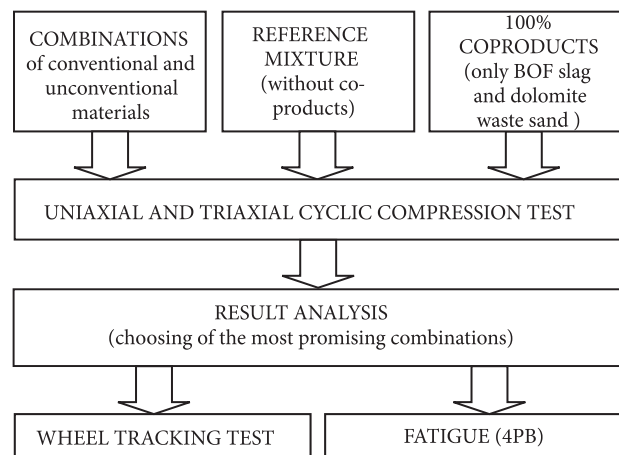 COMBINATIONS
of conventional and
unconventional
materials
REFERENCE
MIXTURE
(without co-
products)
100%
COPRODUCTS
(only BOF slag
and dolomite
waste sand )
UNIAXIAL AND TRIAXIAL CYCLIC COMPRESSION TEST
RESULT ANALYSIS
(choosing of the most promising combinations)
WHEEL TRACKING TEST
FATIGUE (4PB)